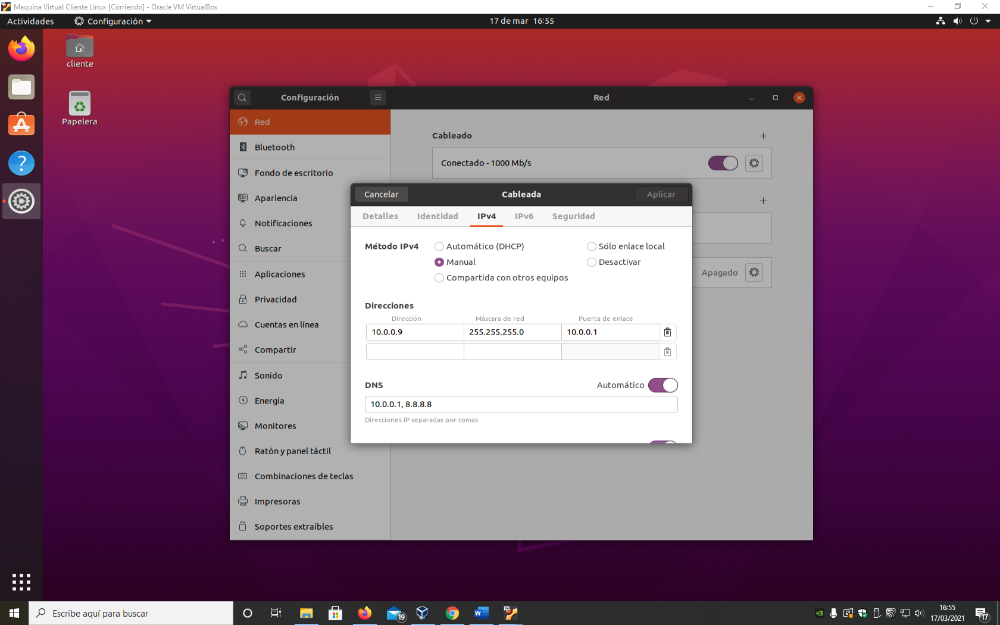 Maquina Virtual Cliente Linux [Corriendo] - Oracle VM VirtualBox
Actividades
Configuración
17 de mar 16:55
cliente
Papelera
Configuración
Red
Red
Bluetooth
Fondo de escritorio
Apariencia
Notificaciones
Buscar
Aplicaciones
Privacidad
Cuentas en línea
Compartir
Sonido
Energía
Monitores
Ratón y panel táctil
Combinaciones de teclas
Impresoras
Soportes extraíbles
Cableado
Conectado - 1000 Mb/s
Apagado
Cancelar
Cableada
Aplicar
Detalles
Identidad
IPv4
IPv6
Seguridad
Método IPv4
Automático (DHCP)
Sólo enlace local
Manual
Desactivar
Compartida con otros equipos
Direcciones
Dirección
Máscara de red
Puerta de enlace
10.0.0.9
255.255.255.0
10.0.0.1
DNS
Automático
10.0.0.1, 8.8.8.8
Direcciones IP separadas por comas
Escribe aquí para buscar
19
16:55
17/03/2021
17